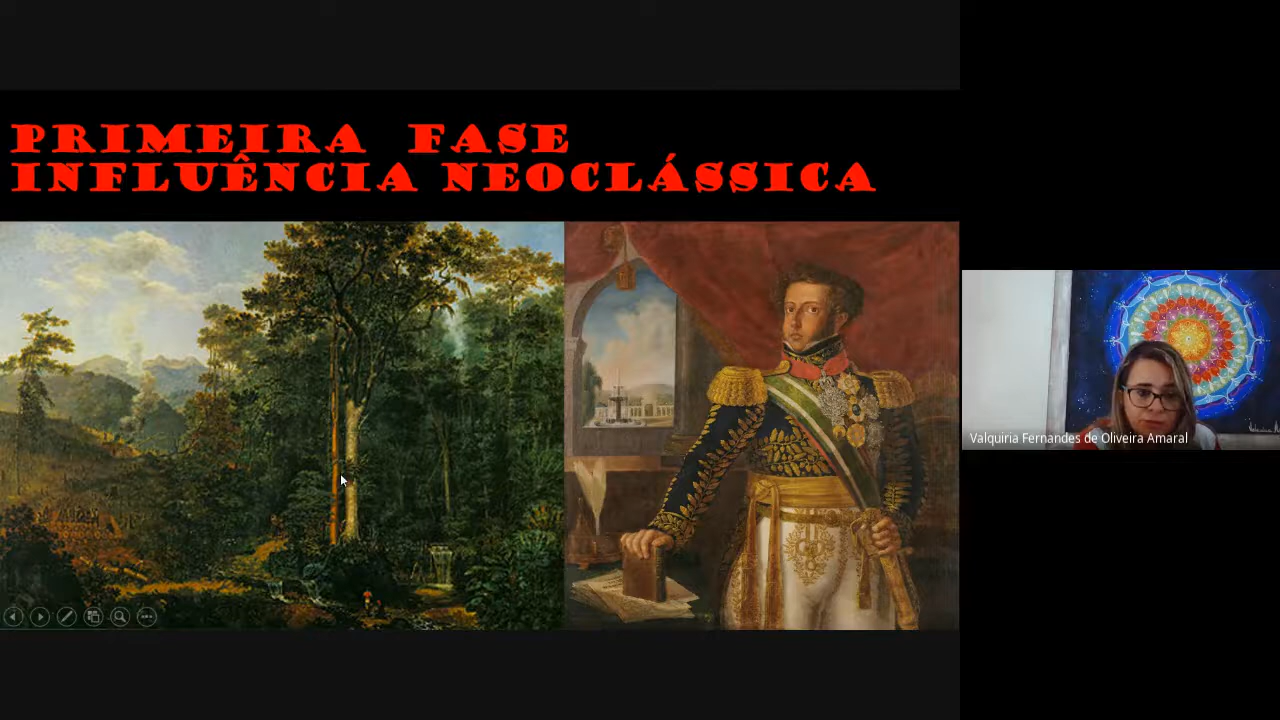 PRIMEIRA FASE
INFLUÊNCIA NEOCLÁSSICA
Valquiria Fernandes de Oliveira Amaral